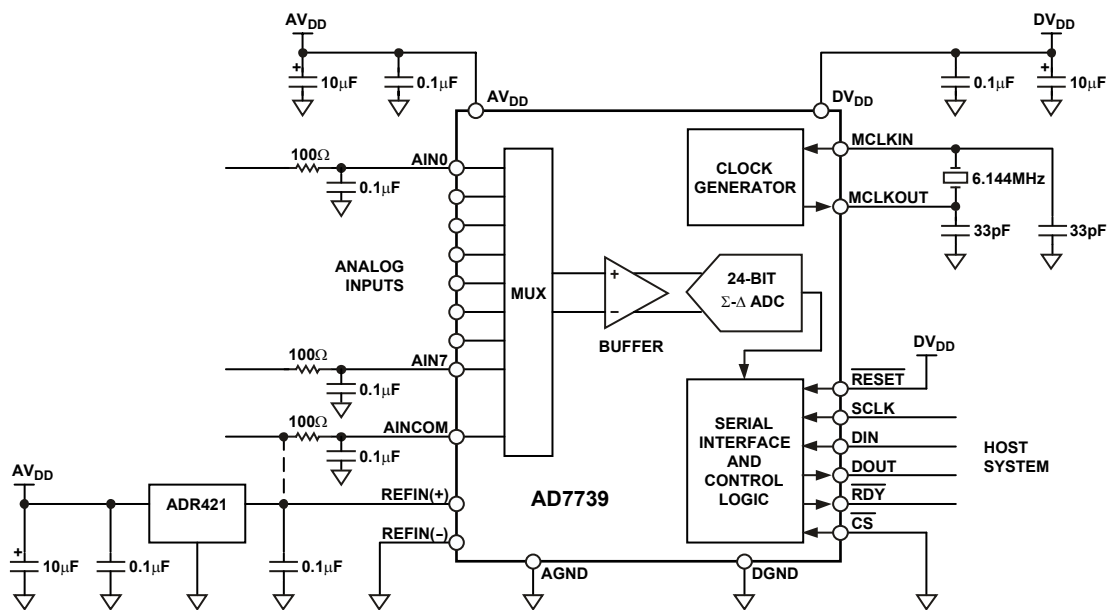 AVDD
DVDD
10μF
0.1μF
0.1μF
10μF
AVDD
DVDD
100Ω
AIN0
0.1μF
CLOCK
GENERATOR
MCLKIN
6.144MHz
MCLKOUT
33pF
33pF
ANALOG
INPUTS
MUX
+
−
BUFFER
24-BIT
Σ-Δ ADC
100Ω
AIN7
0.1μF
DVDD
RESET
SCLK
DIN
DOUT
RDY
CS
HOST
SYSTEM
SERIAL
INTERFACE
AND
CONTROL
LOGIC
100Ω
AINCOM
0.1μF
AVDD
ADR421
REFIN(+)
REFIN(−)
AD7739
10μF
0.1μF
0.1μF
AGND
DGND